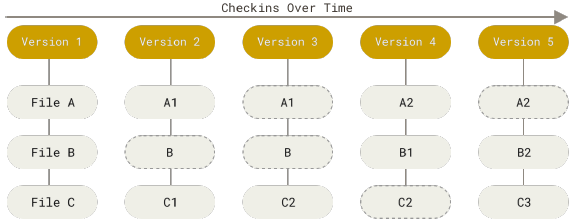 Checkins Over Time
Version 1 Version 2 Version 3 Version 4 Version 5
File A A1 A1 A2 A2
File B B B B1 B2
File C C1 C2 C2 C3